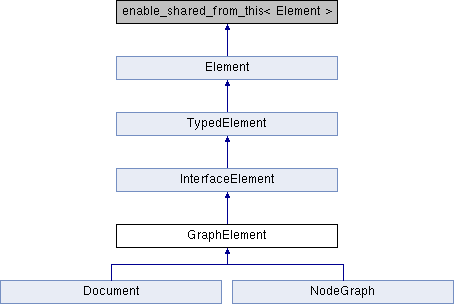 enable_shared_from_this< Element >
Element
TypedElement
InterfaceElement
GraphElement
Document
NodeGraph